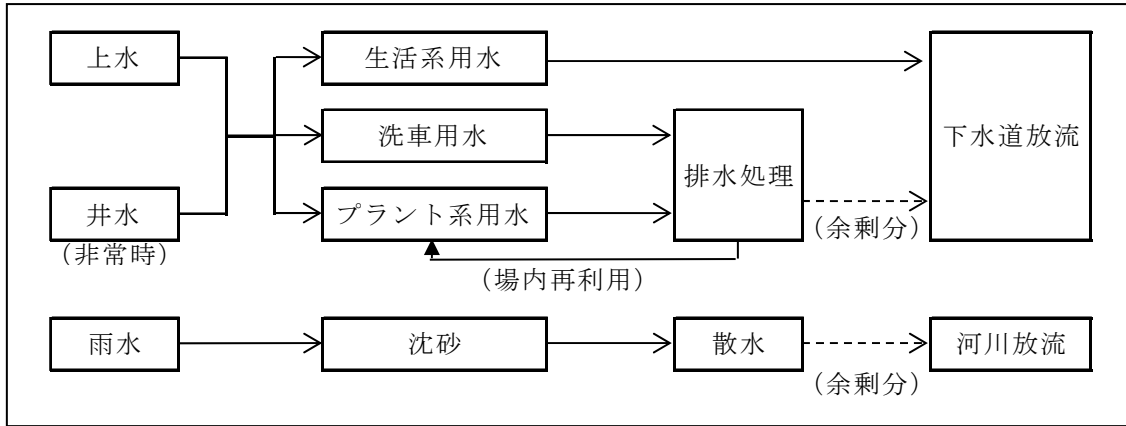 上水
生活系用水
下水道放流
洗車用水
排水処理
井水
(非常時)
プラント系用水
(余剰分)
(場内再利用)
雨水
沈砂
散水
河川放流
(余剰分)